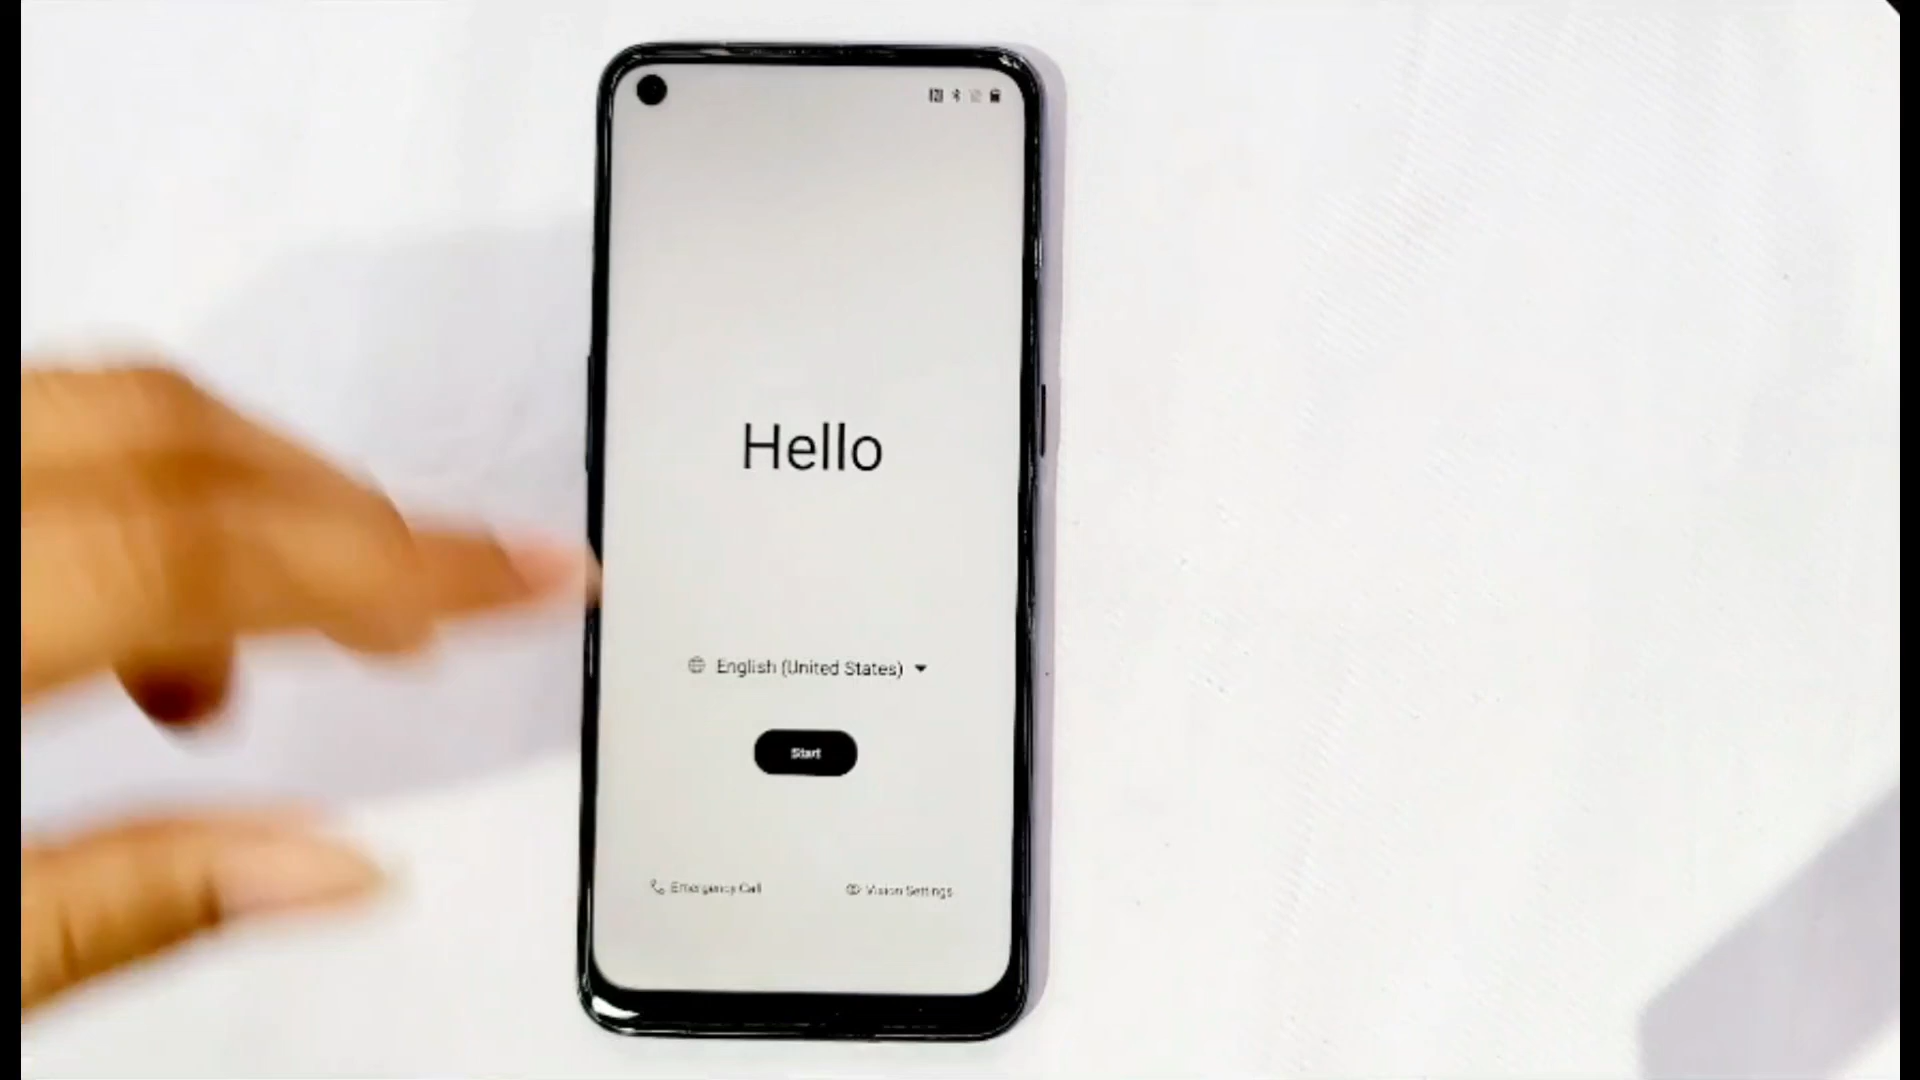 Hello
English (United States)
Start
Emergency Call
Vision Settings